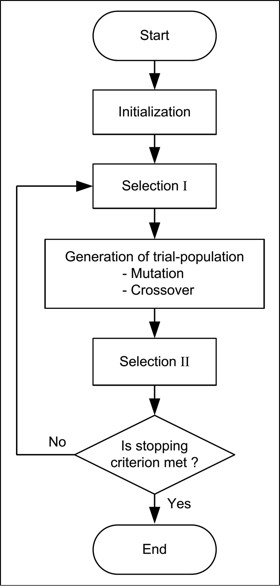 Start
Initialization
Selection I
Generation of trial-population
- Mutation
- Crossover
Selection II
Is stopping
criterion met ?
No
Yes
End